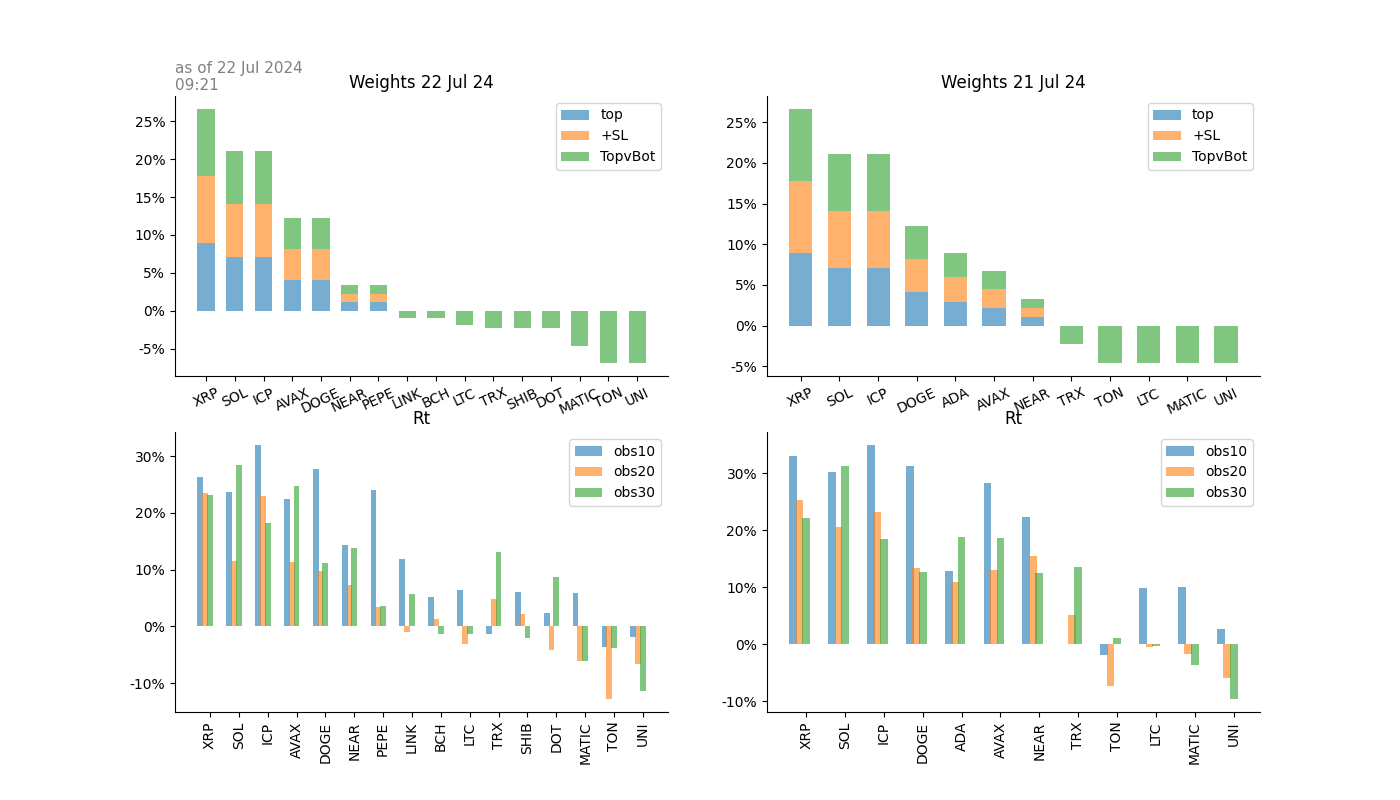 as of 22 Jul 2024
09:21
Weights 22 Jul 24
25%
20%
15%
10%
5%
0%
-5%
top
+SL
TopvBot
XRP SOL ICP AVAX DOGE NEAR PEPE LINK BCH LTC TRX SHIB DOT MATIC TON UNI
Weights 21 Jul 24
25%
20%
15%
10%
5%
0%
-5%
top
+SL
TopvBot
XRP SOL ICP DOGE ADA AVAX NEAR TRX TON LTC MATIC UNI
Rt
30%
20%
10%
0%
-10%
obs10
obs20
obs30
XRP SOL ICP AVAX DOGE NEAR PEPE LINK BCH LTC TRX SHIB DOT MATIC TON UNI
Rt
30%
20%
10%
0%
-10%
obs10
obs20
obs30
XRP SOL ICP DOGE ADA AVAX NEAR TRX TON LTC MATIC UNI